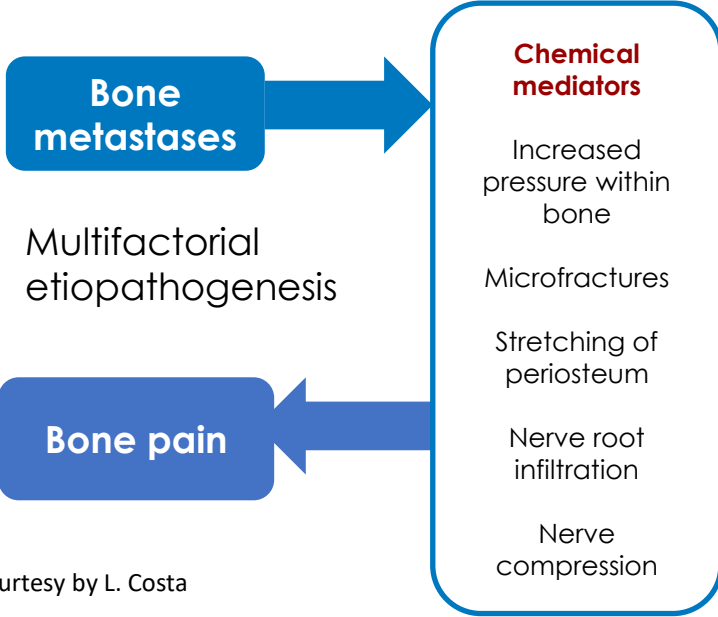 Bone
metastases
Multifactorial
etiopathogenesis
Bone pain
Chemical
mediators
Increased
pressure within
bone
Microfractures
Stretching of
periosteum
Nerve root
infiltration
Nerve
compression
urtesy by L. Costa